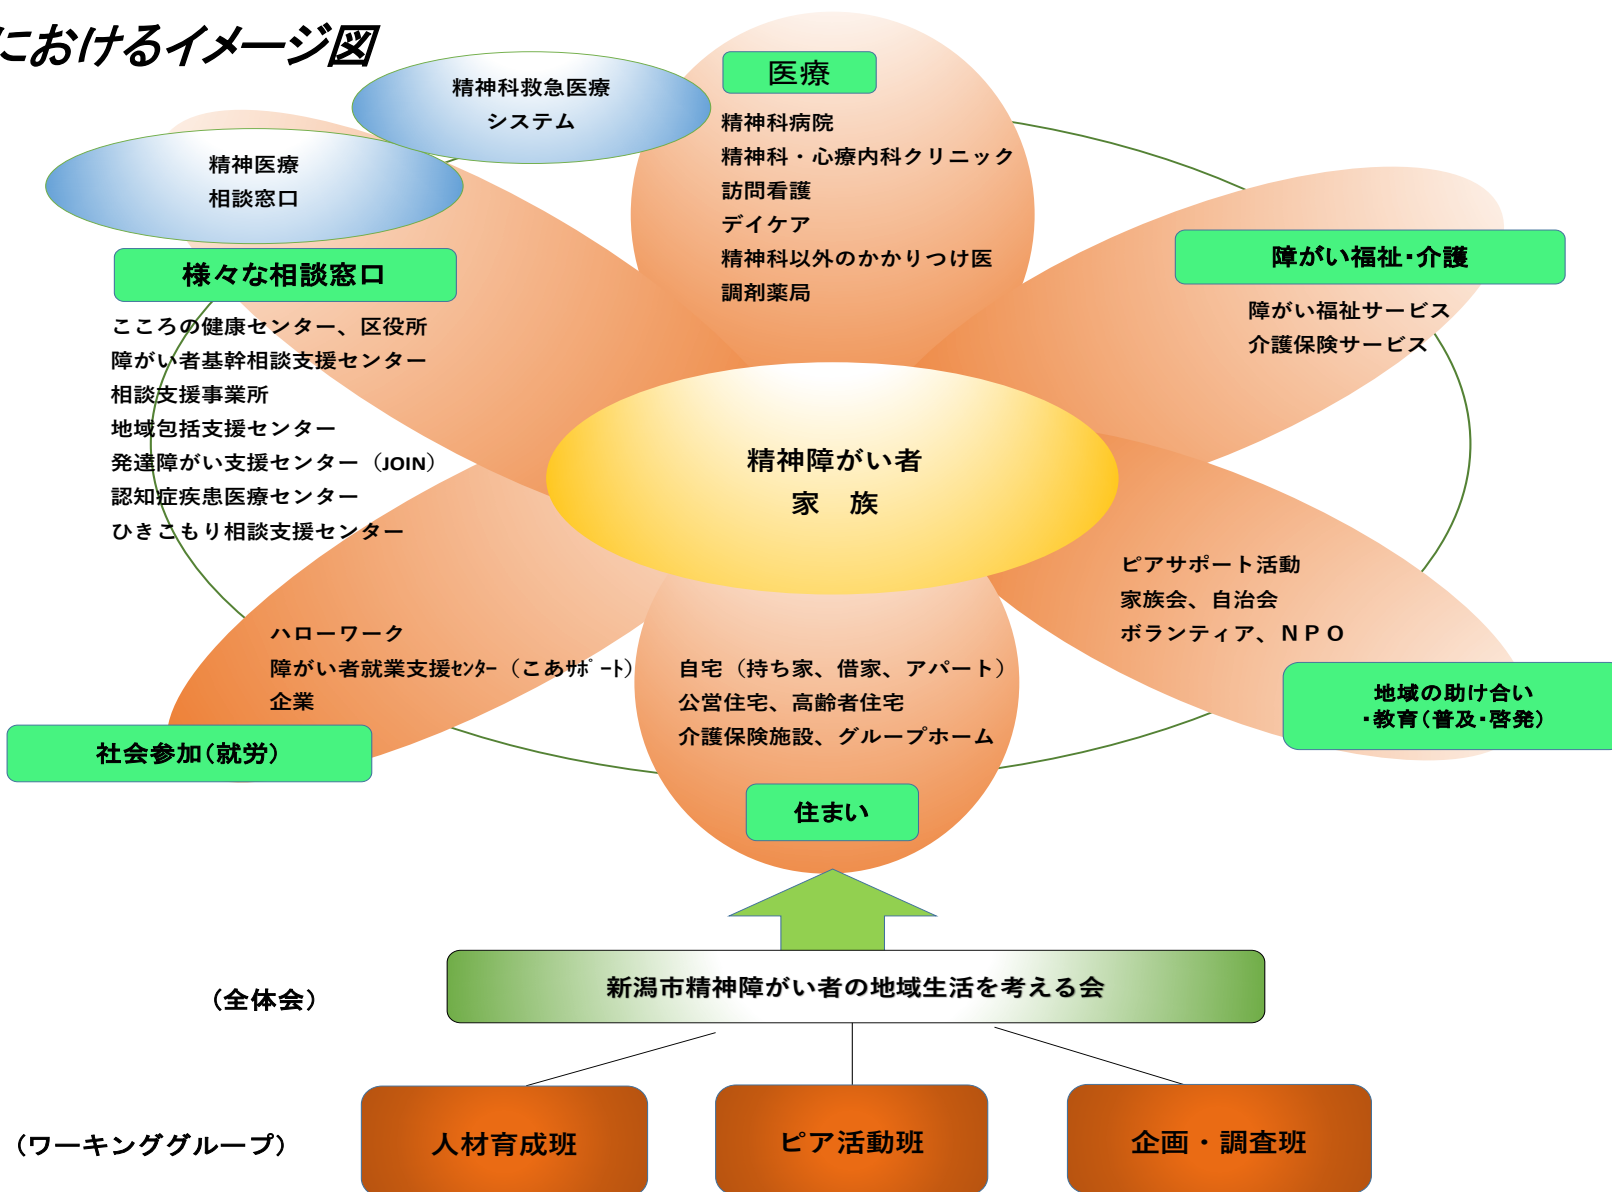 におけるイメージ図
精神科救急医療
システム
精神医療
相談窓口
医療
精神科病院
精神科・心療内科クリニック
訪問看護
デイケア
精神科以外のかかりつけ医
調剤薬局
様々な相談窓口
こころの健康センター、区役所
障がい者基幹相談支援センター
相談支援事業所
地域包括支援センター
発達障がい支援センター（JOIN）
認知症疾患医療センター
ひきこもり相談支援センター
障がい福祉・介護
障がい福祉サービス
介護保険サービス
精神障がい者
家　族
ピアサポート活動
家族会、自治会
ボランティア、ＮＰＯ
地域の助け合い
・教育（普及・啓発）
ハローワーク
障がい者就業支援ｾﾝﾀｰ（こあｻﾎﾟｰﾄ）
企業
社会参加（就労）
自宅（持ち家、借家、アパート）
公営住宅、高齢者住宅
介護保険施設、グループホーム
住まい
（全体会）
新潟市精神障がい者の地域生活を考える会
（ワーキンググループ）
人材育成班
ピア活動班
企画・調査班